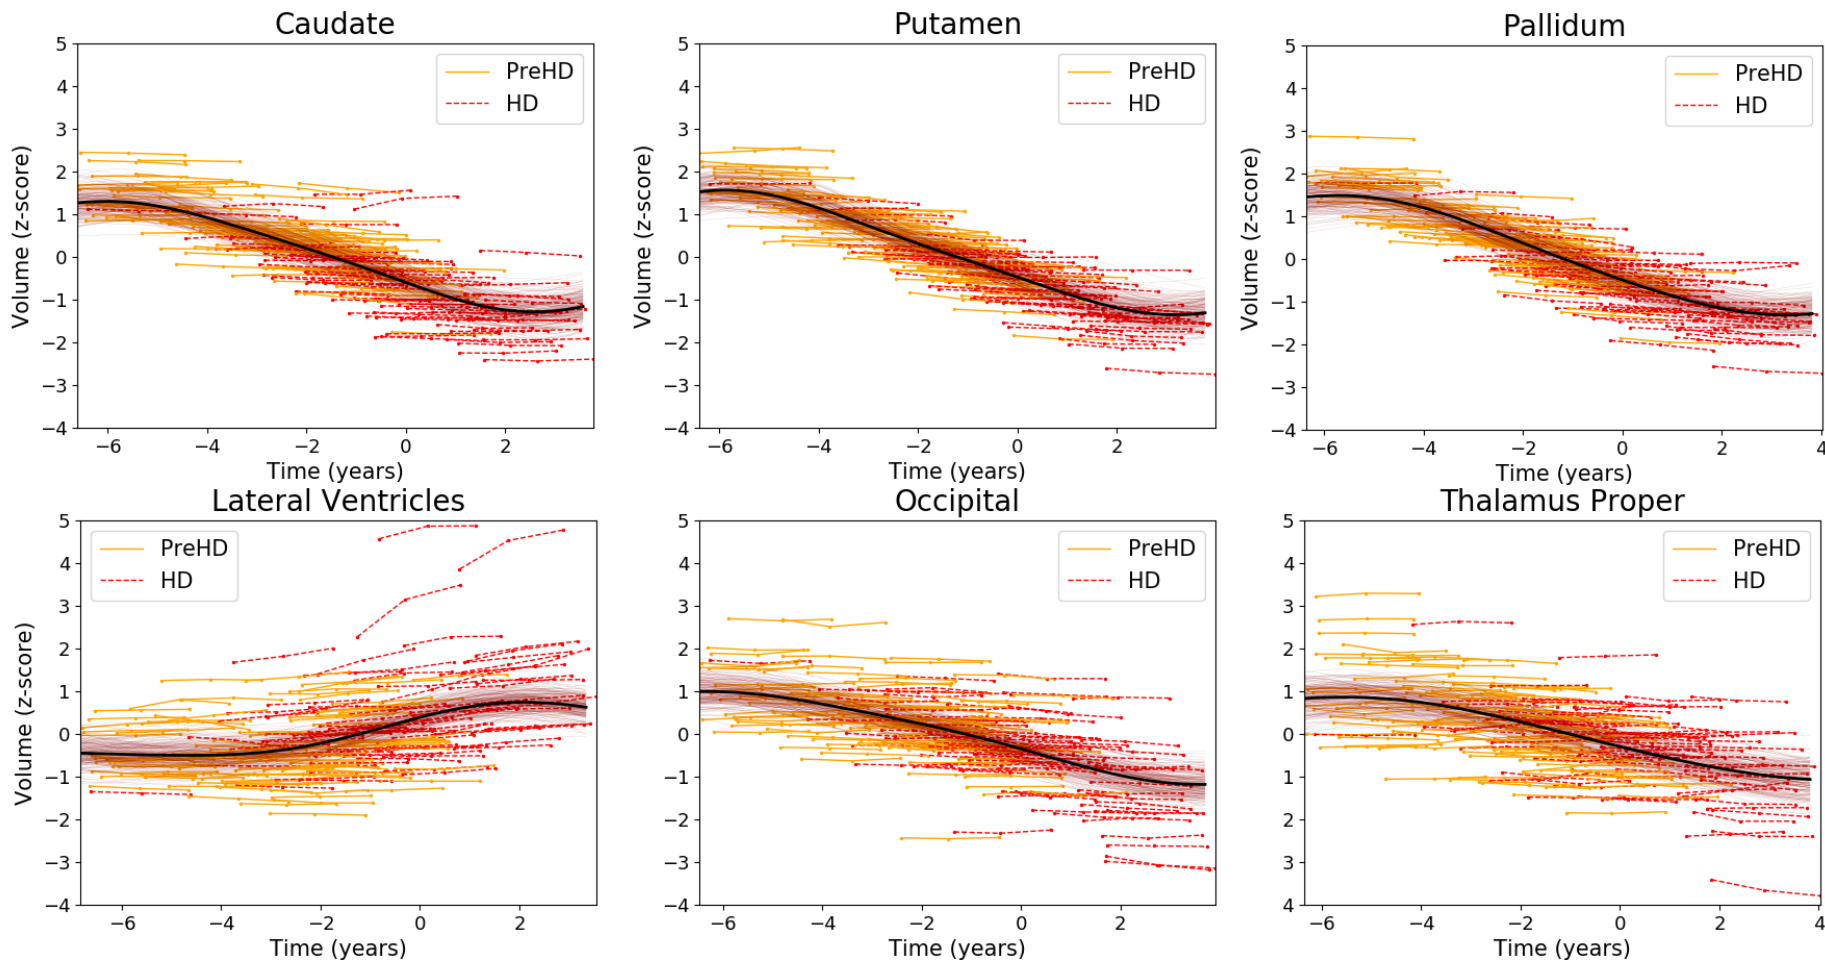 Caudate
5
4
3
2
1
0
−1
−2
−3
−4
Volume (z-score)
PreHD
HD
−6 −4 −2 0 2
Time (years)
Putamen
5
4
3
2
1
0
−1
−2
−3
−4
Volume (z-score)
PreHD
HD
−6 −4 −2 0 2
Time (years)
Pallidum
5
4
3
2
1
0
−1
−2
−3
−4
Volume (z-score)
PreHD
HD
−6 −4 −2 0 2 4
Time (years)
Lateral Ventricles
5
4
3
2
1
0
−1
−2
−3
−4
Volume (z-score)
PreHD
HD
−6 −4 −2 0 2
Time (years)
Occipital
5
4
3
2
1
0
−1
−2
−3
−4
PreHD
HD
−6 −4 −2 0 2
Time (years)
Thalamus Proper
5
4
3
2
1
0
1
2
3
4
PreHD
HD
−6 −4 −2 0 2 4
Time (years)